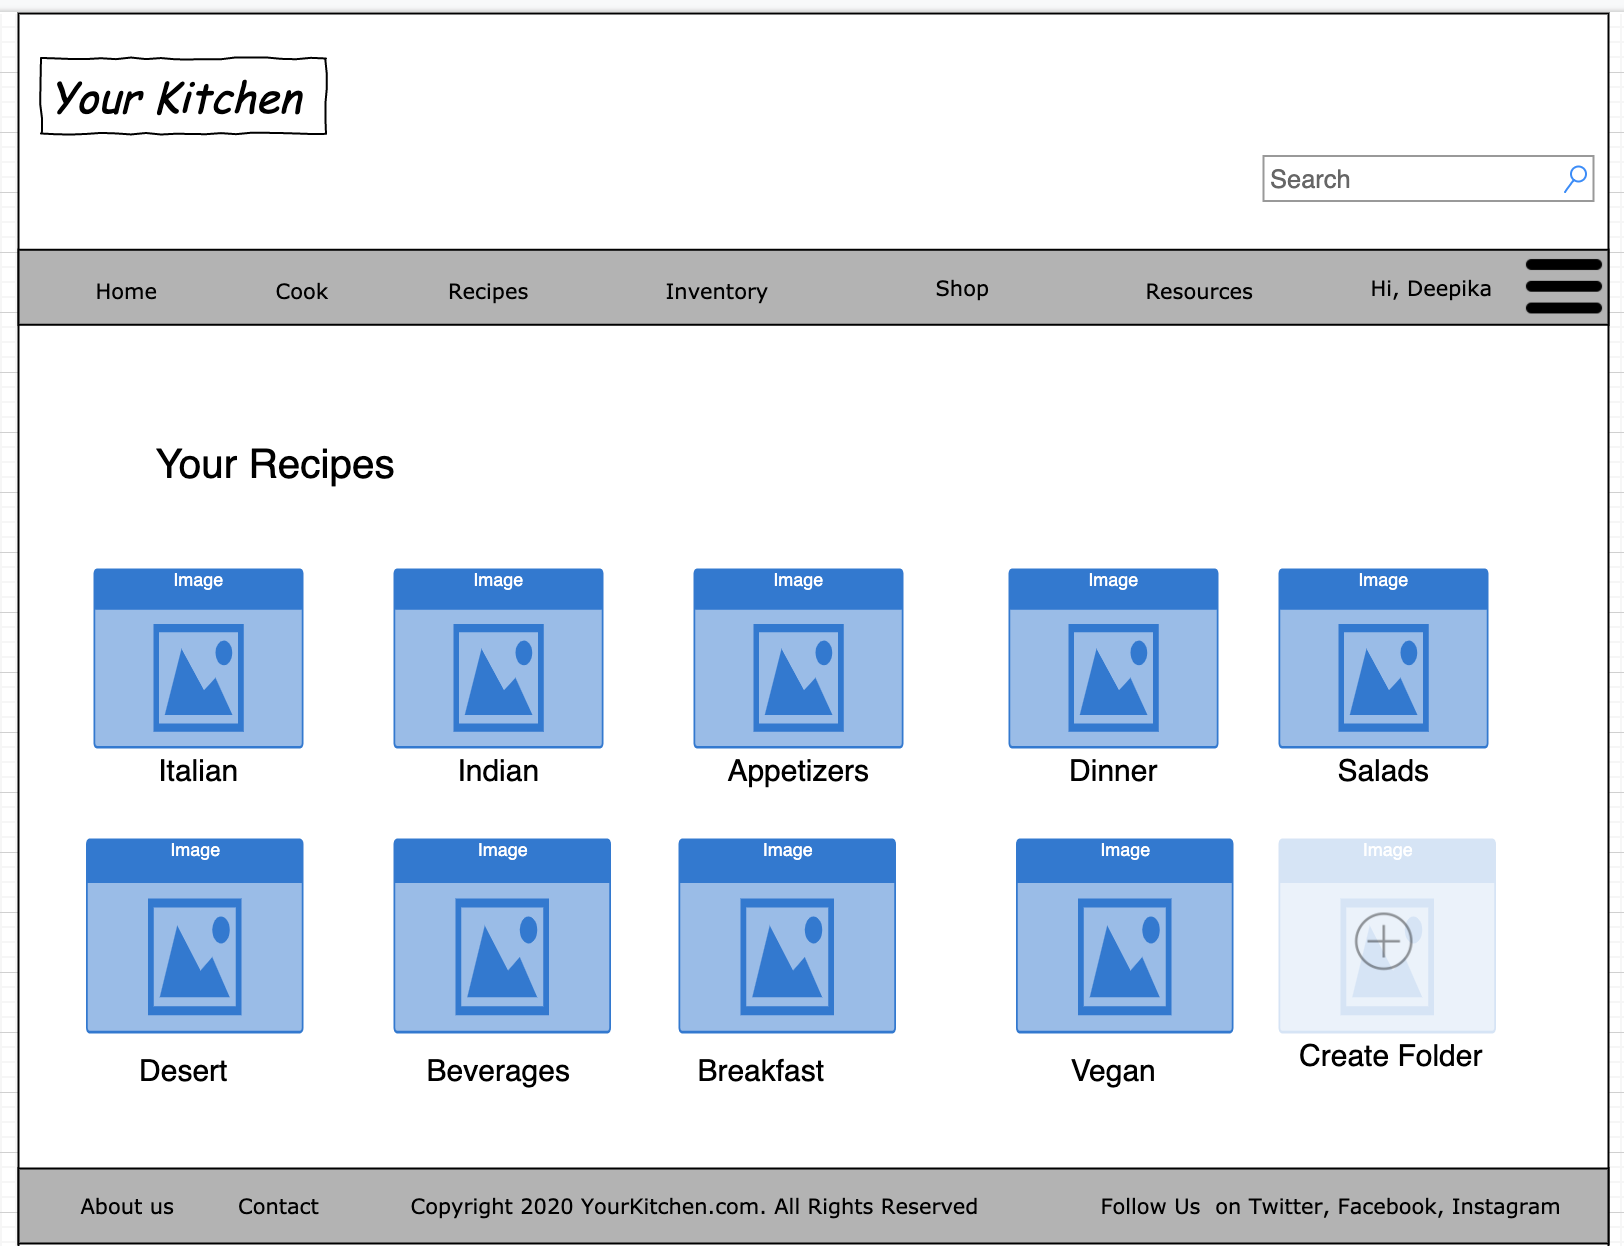 Your Kitchen
Search
Home Cook Recipes Inventory Shop Resources Hi, Deepika
Your Recipes
Image Image Image Image Image
Italian Indian Appetizers Dinner Salads
Image Image Image Image Image
Desert Beverages Breakfast Vegan Create Folder
About us Contact Copyright 2020 YourKitchen.com. All Rights Reserved Follow Us on Twitter, Facebook, Instagram